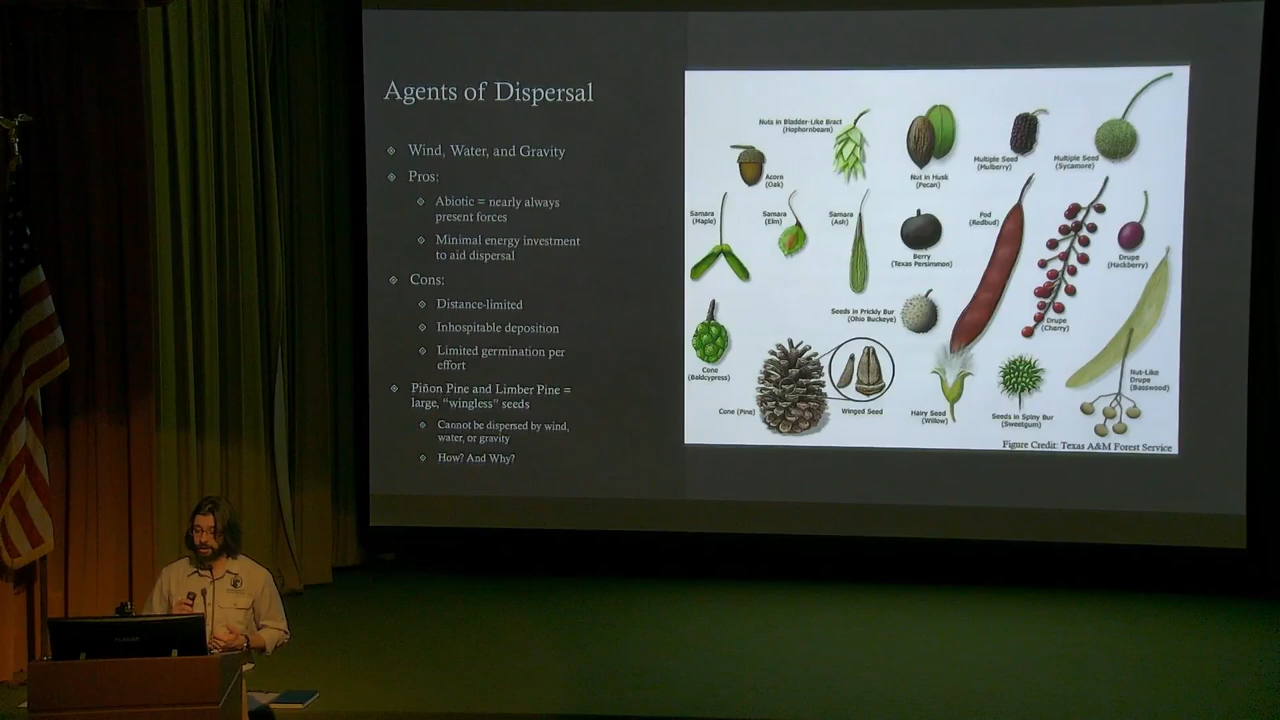 Agents of Dispersal
Wind, Water, and Gravity
Pros:
Abiotic = nearly always
present forces
Minimal energy investment
to aid dispersal
Cons:
Distance-limited
Inhospitable deposition
Limited germination per
effort
Piñon Pine and Limber Pine =
large, "wingless" seeds
Cannot be dispersed by wind,
water, or gravity
How? And Why?
Nuts in Bladder-Like Bract
(Hophornbeam)
Acorn
(Oak)
Nut in Husk
(Pecan)
Multiple Seed
(Mulberry)
Multiple Seed
(Sycamore)
Samara
(Maple)
Samara
(Elm)
Samara
(Ash)
Berry
(Texas Persimmon)
Pod
(Redbud)
Drupe
(Cherry)
Drupe
(Hackberry)
Cone
(Baldcypress)
Seeds in Prickly Bur
(Ohio Buckeye)
Cone (Pine)
Winged Seed
Hairy Seed
(Willow)
Seeds in Spiny Bur
(Sweetgum)
Nut-Like
Drupe
(Basswood)
Figure Credit: Texas A&M Forest Service